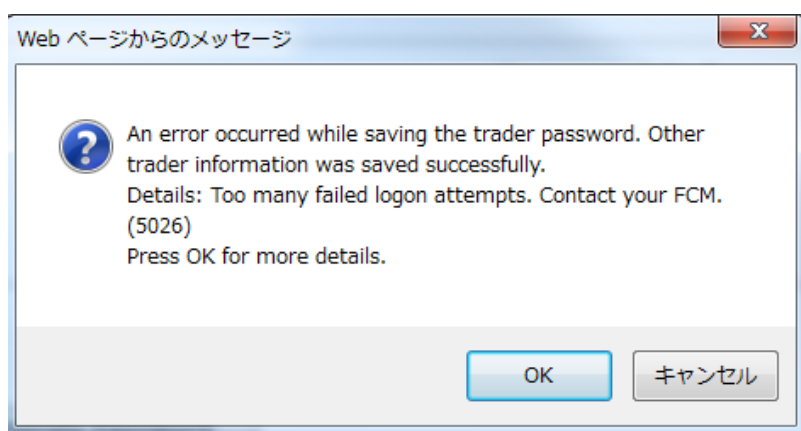 Web ページからのメッセージ
An error occurred while saving the trader password. Other
trader information was saved successfully.
Details: Too many failed logon attempts. Contact your FCM.
(5026)
Press OK for more details.
OK
キャンセル